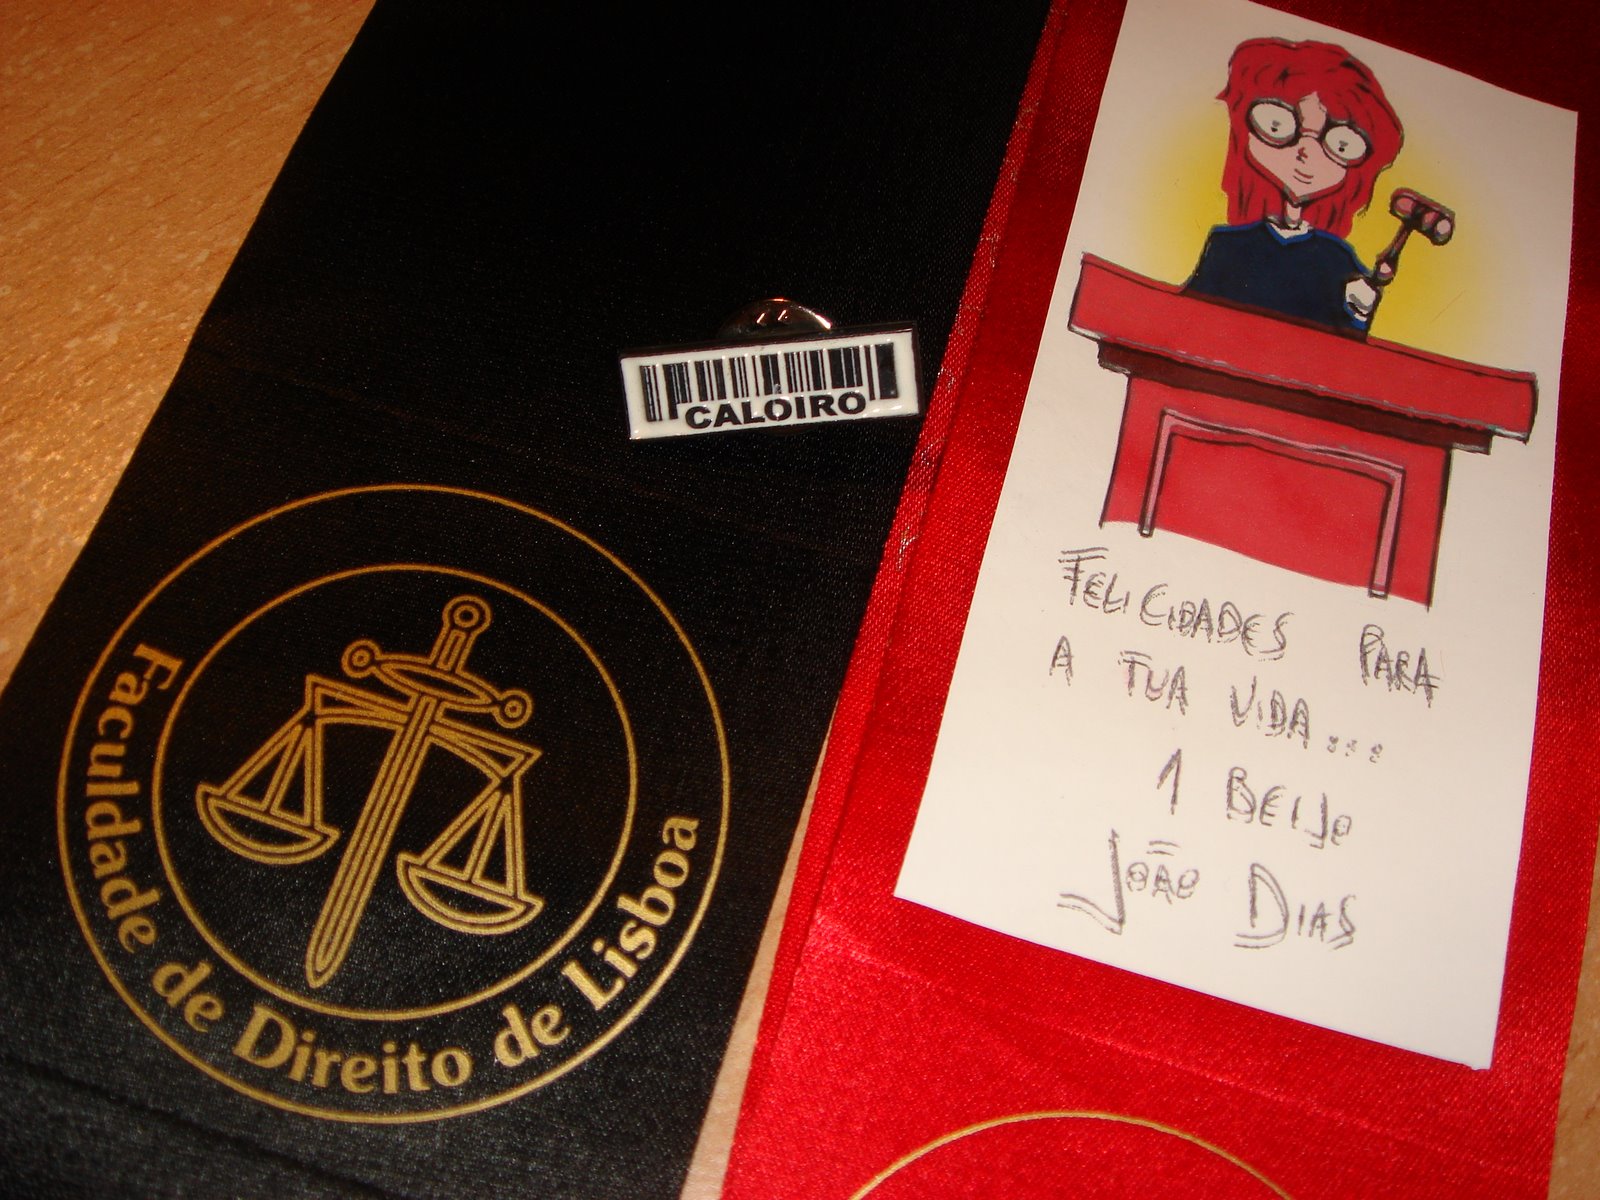 CALOIRO
Faculdade de Direito de Lisboa
FELICIDADES PARA
A TUA VIDA...
1 BEIJO
JOÃO DIAS